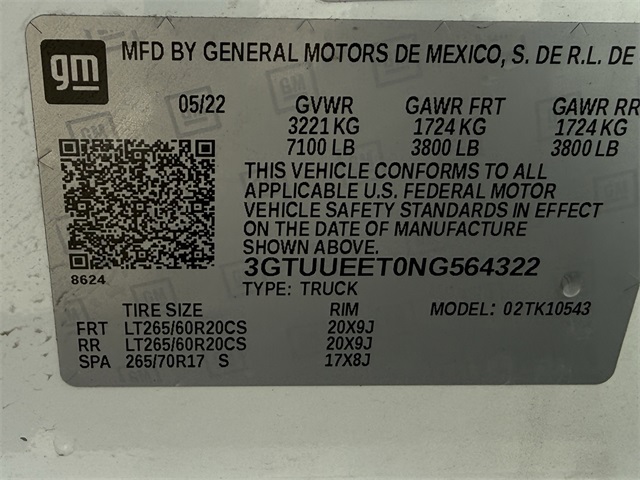 gm
MFD BY GENERAL MOTORS DE MEXICO, S. DE R.L. DE
05/22 GVWR GAWR FRT GAWR RR
3221 KG 1724 KG 1724 KG
7100 LB 3800 LB 3800 LB
THIS VEHICLE CONFORMS TO ALL
APPLICABLE U.S. FEDERAL MOTOR
VEHICLE SAFETY STANDARDS IN EFFECT
ON THE DATE OF MANUFACTURE
SHOWN ABOVE.
3GTUUEET0NG564322
8624
TYPE: TRUCK
TIRE SIZE RIM MODEL: 02TK10543
FRT LT265/60R20CS 20X9J
RR LT265/60R20CS 20X9J
SPA 265/70R17 S 17X8J